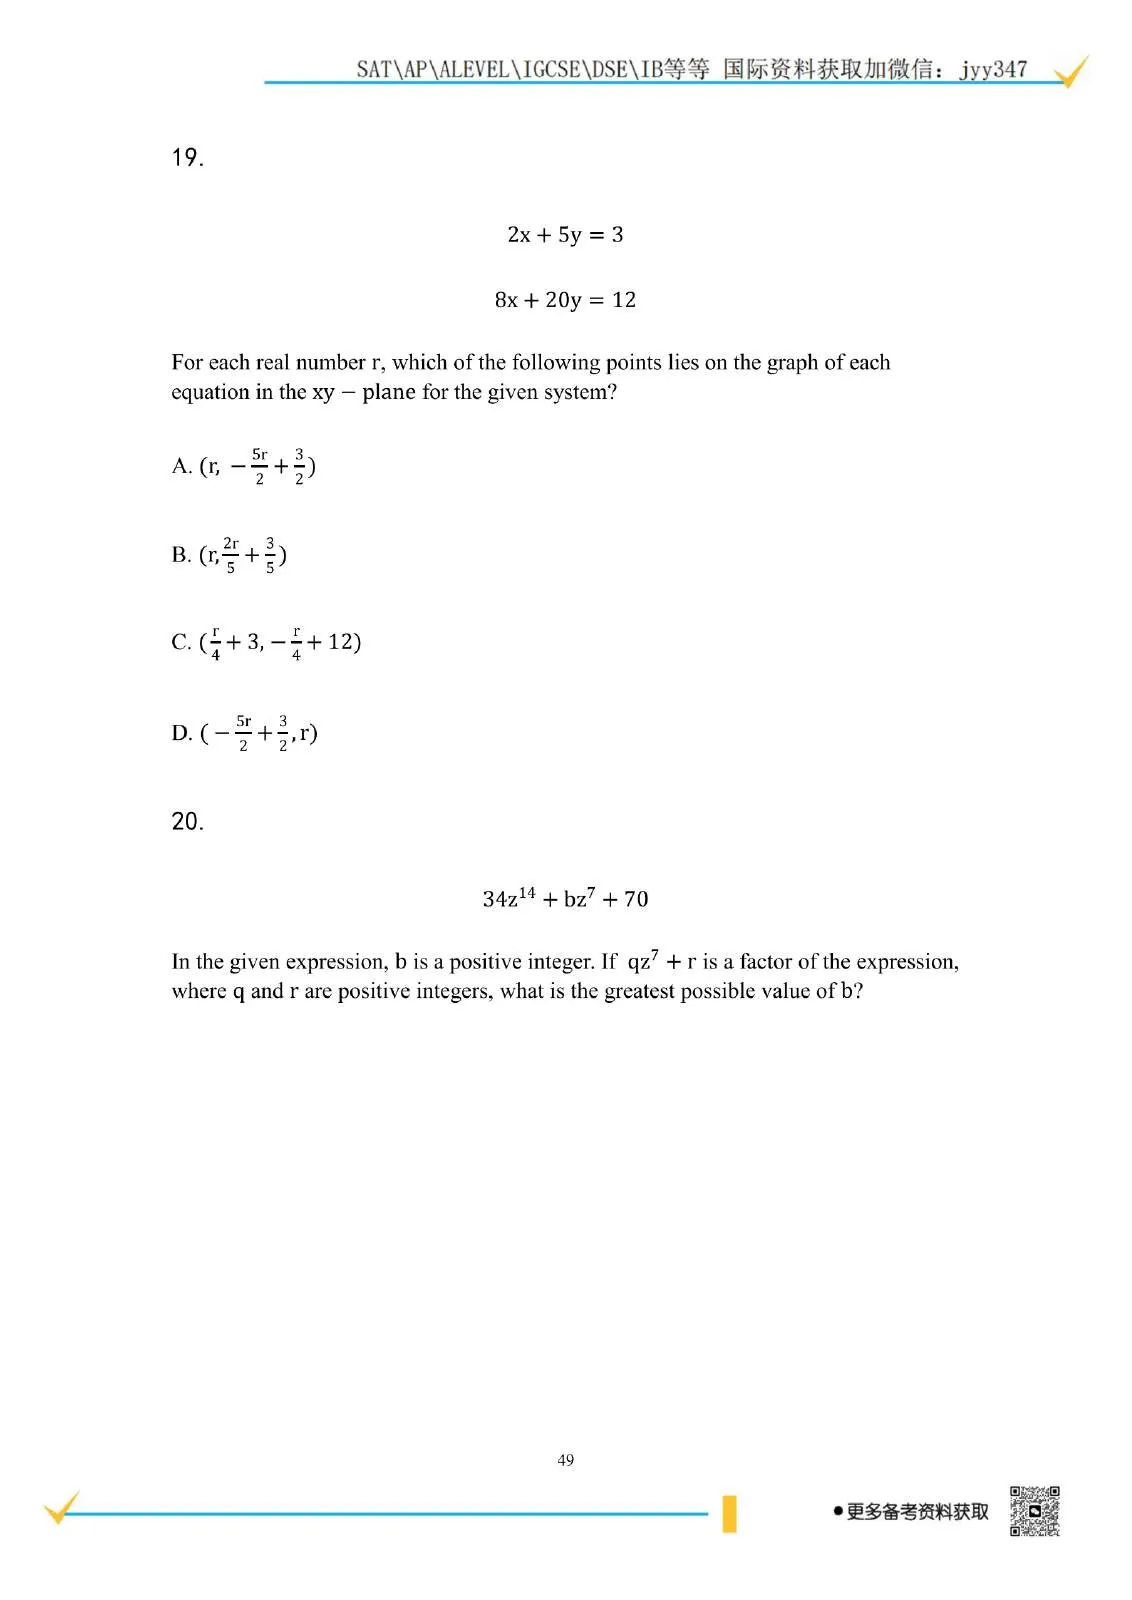 SAT\AP\ALEVEL\IGCSE\DSE\IB等等 国际资料获取加微信：jyy347
19.
2x + 5y = 3
8x + 20y = 12
For each real number r, which of the following points lies on the graph of each
equation in the xy − plane for the given system?
A. (r, −5r/2 + 3/2)
B. (r, 2r/5 + 3/5)
C. (r/4 + 3, −r/4 + 12)
D. (−5r/2 + 3/2, r)
20.
34z¹⁴ + bz⁷ + 70
In the given expression, b is a positive integer. If qz⁷ + r is a factor of the expression,
where q and r are positive integers, what is the greatest possible value of b?
49
●更多备考资料获取